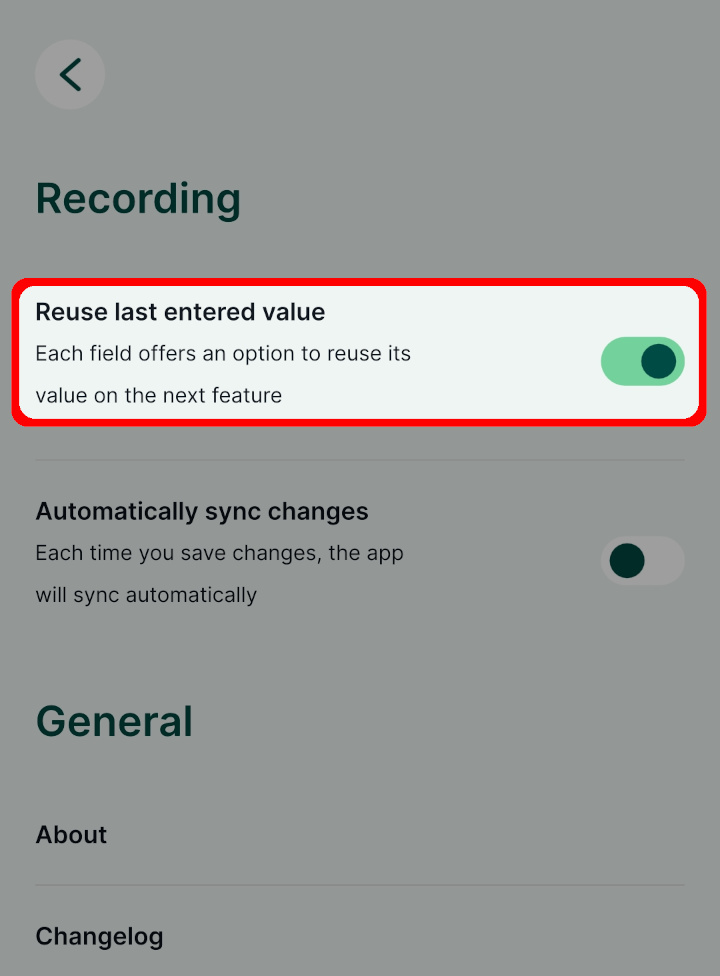 Recording
Reuse last entered value
Each field offers an option to reuse its
value on the next feature
Automatically sync changes
Each time you save changes, the app
will sync automatically
General
About
Changelog